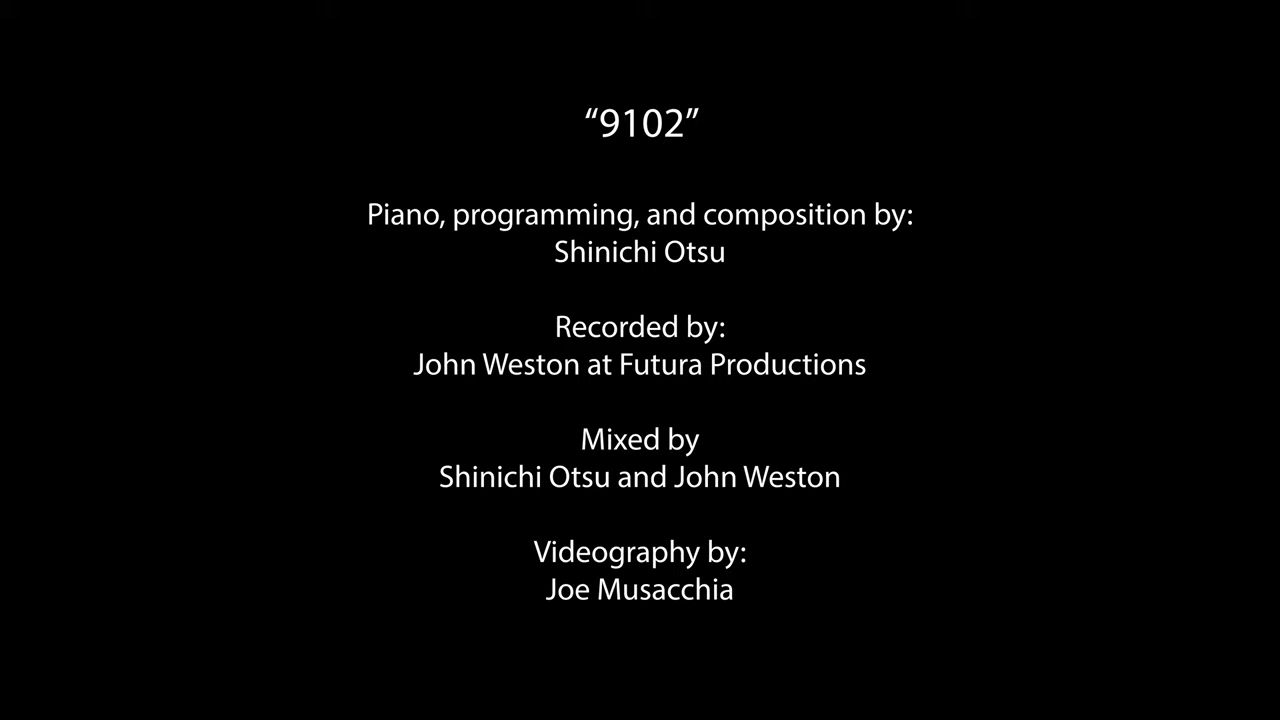 “9102”
Piano, programming, and composition by:
Shinichi Otsu
Recorded by:
John Weston at Futura Productions
Mixed by
Shinichi Otsu and John Weston
Videography by:
Joe Musacchia